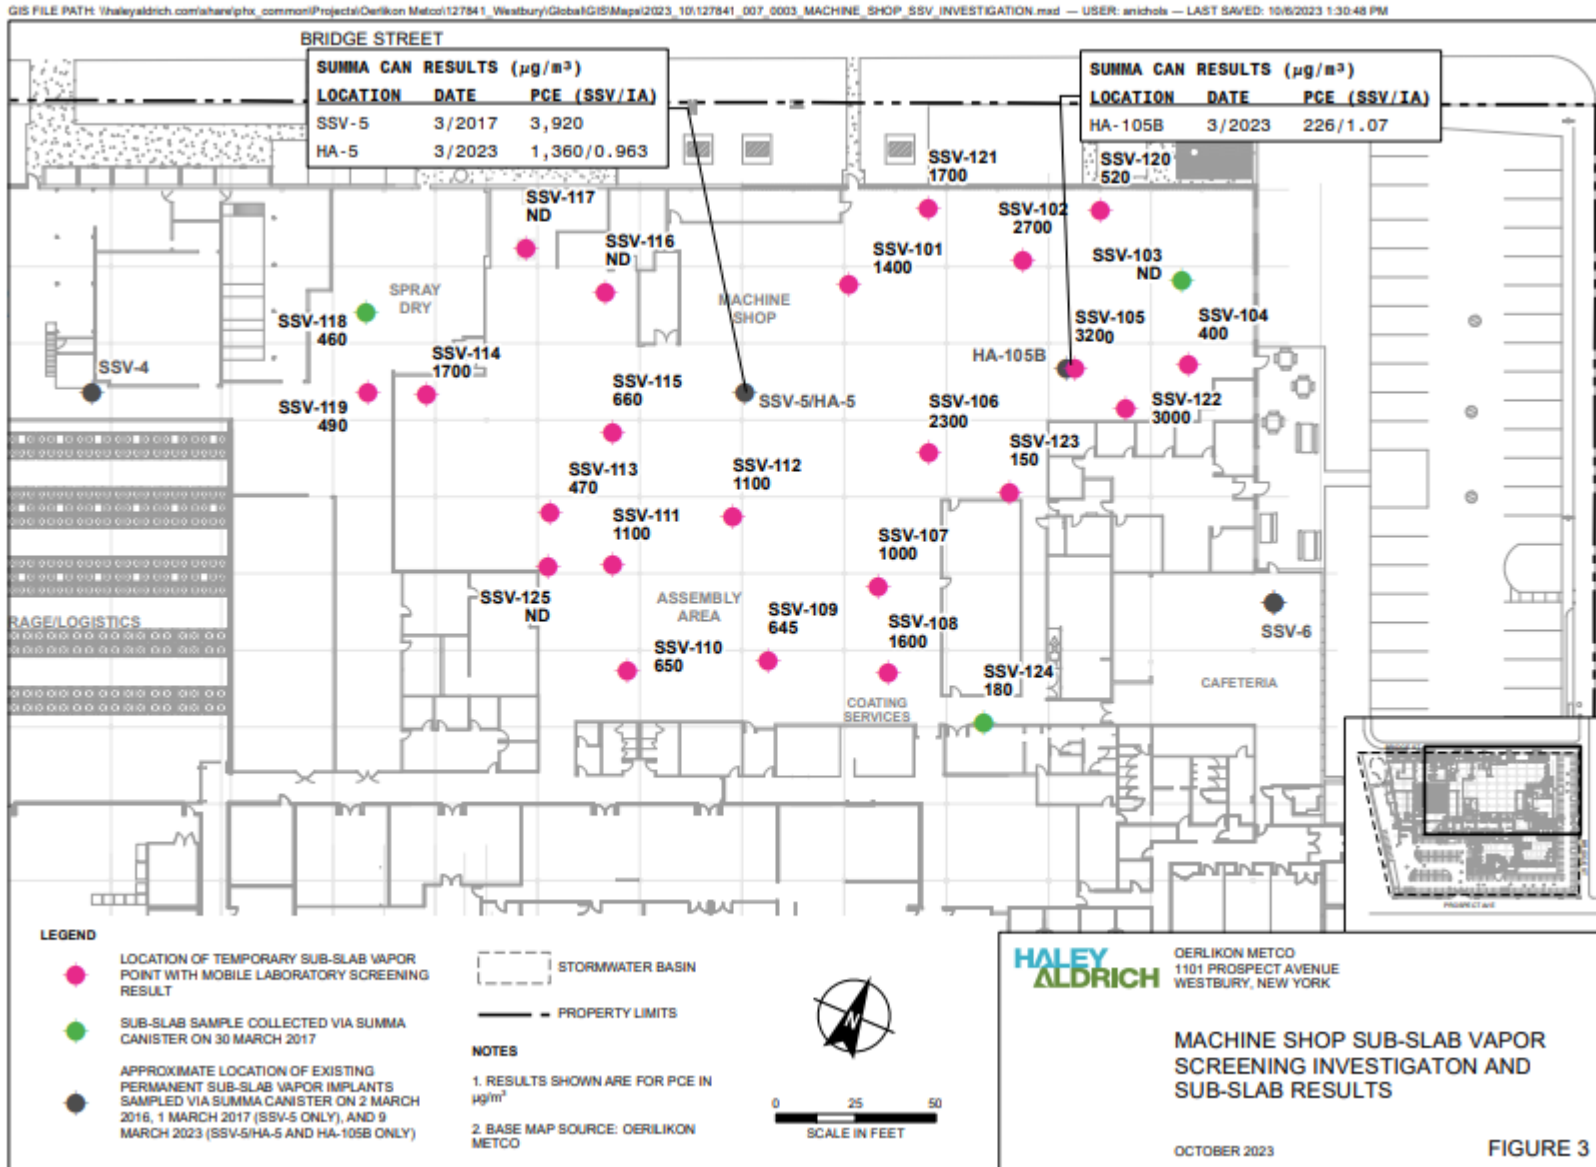 GIS FILE PATH: \\haleyaldrich.com\share\phx_common\Projects\Oerlikon Metco\127841_Westbury\Global\GIS\Maps\2023_10\127841_007_0003_MACHINE_SHOP_SSV_INVESTIGATION.mxd — USER: anichols — LAST SAVED: 10/6/2023 1:30:48 PM
BRIDGE STREET
SUMMA CAN RESULTS (µg/m³)
LOCATION DATE PCE (SSV/IA)
SSV-5 3/2017 3,920
HA-5 3/2023 1,360/0.963
SUMMA CAN RESULTS (µg/m³)
LOCATION DATE PCE (SSV/IA)
HA-105B 3/2023 226/1.07
SSV-121
1700
SSV-120
520
SSV-117
ND
SSV-102
2700
SSV-116
ND
SSV-101
1400
SSV-103
ND
SPRAY
DRY
MACHINE
SHOP
SSV-118
460
SSV-105
3200
SSV-104
400
SSV-114
1700
HA-105B
SSV-4
SSV-115
660
SSV-5/HA-5
SSV-106
2300
SSV-122
3000
SSV-119
490
SSV-123
150
SSV-113
470
SSV-112
1100
SSV-111
1100
SSV-107
1000
SSV-125
ND
ASSEMBLY
AREA
SSV-109
645
SSV-108
1600
RAGE/LOGISTICS
SSV-6
SSV-110
650
SSV-124
180
CAFETERIA
COATING
SERVICES
PROSPECT AVE
LEGEND
LOCATION OF TEMPORARY SUB-SLAB VAPOR
POINT WITH MOBILE LABORATORY SCREENING
RESULT
SUB-SLAB SAMPLE COLLECTED VIA SUMMA
CANISTER ON 30 MARCH 2017
APPROXIMATE LOCATION OF EXISTING
PERMANENT SUB-SLAB VAPOR IMPLANTS
SAMPLED VIA SUMMA CANISTER ON 2 MARCH
2016, 1 MARCH 2017 (SSV-5 ONLY), AND 9
MARCH 2023 (SSV-5/HA-5 AND HA-105B ONLY)
STORMWATER BASIN
PROPERTY LIMITS
NOTES
1. RESULTS SHOWN ARE FOR PCE IN
µg/m³
2. BASE MAP SOURCE: OERILIKON
METCO
N
0 25 50
SCALE IN FEET
HALEY
ALDRICH
OERLIKON METCO
1101 PROSPECT AVENUE
WESTBURY, NEW YORK
MACHINE SHOP SUB-SLAB VAPOR
SCREENING INVESTIGATON AND
SUB-SLAB RESULTS
OCTOBER 2023
FIGURE 3